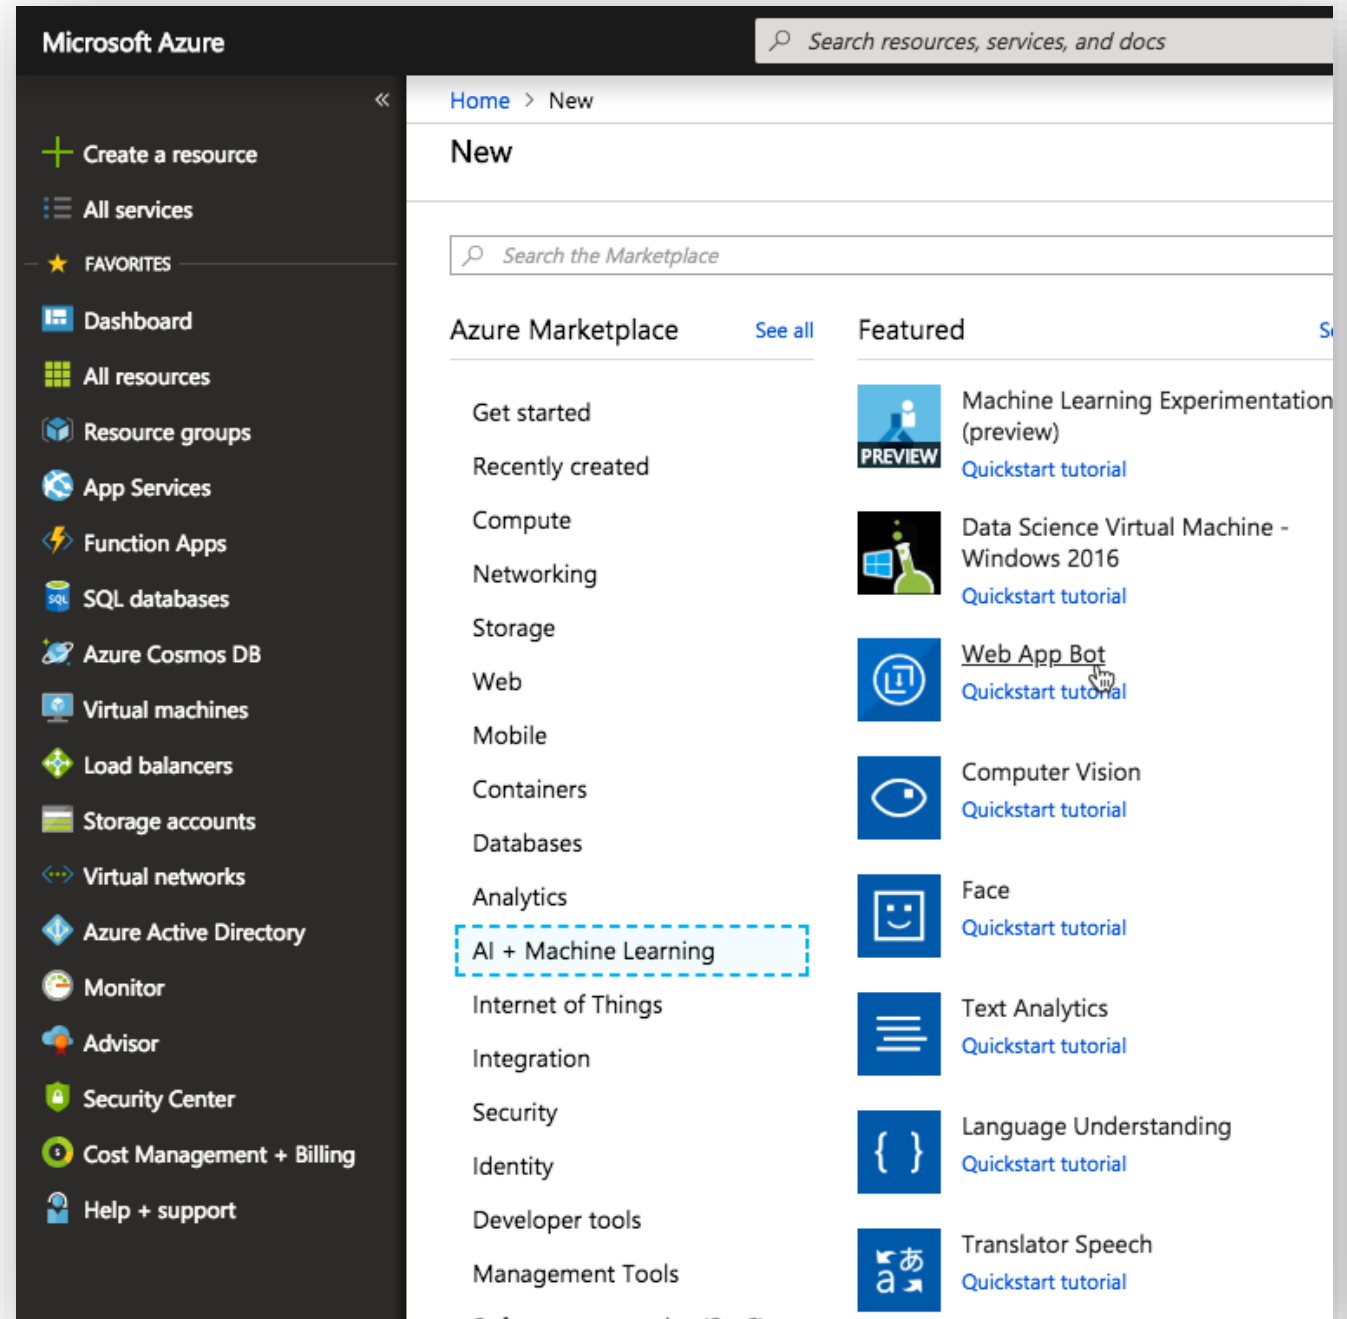 Microsoft Azure
Search resources, services, and docs
«
Create a resource
All services
FAVORITES
Dashboard
All resources
Resource groups
App Services
Function Apps
SQL
SQL databases
Azure Cosmos DB
Virtual machines
Load balancers
Storage accounts
Virtual networks
Azure Active Directory
Monitor
Advisor
Security Center
Cost Management + Billing
Help + support
Home > New
New
Search the Marketplace
Azure Marketplace See all
Get started
Recently created
Compute
Networking
Storage
Web
Mobile
Containers
Databases
Analytics
AI + Machine Learning
Internet of Things
Integration
Security
Identity
Developer tools
Management Tools
Featured
PREVIEW
Machine Learning Experimentation
(preview)
Quickstart tutorial
Data Science Virtual Machine -
Windows 2016
Quickstart tutorial
Web App Bot
Quickstart tutorial
Computer Vision
Quickstart tutorial
Face
Quickstart tutorial
Text Analytics
Quickstart tutorial
{ }
Language Understanding
Quickstart tutorial
あ
a
Translator Speech
Quickstart tutorial